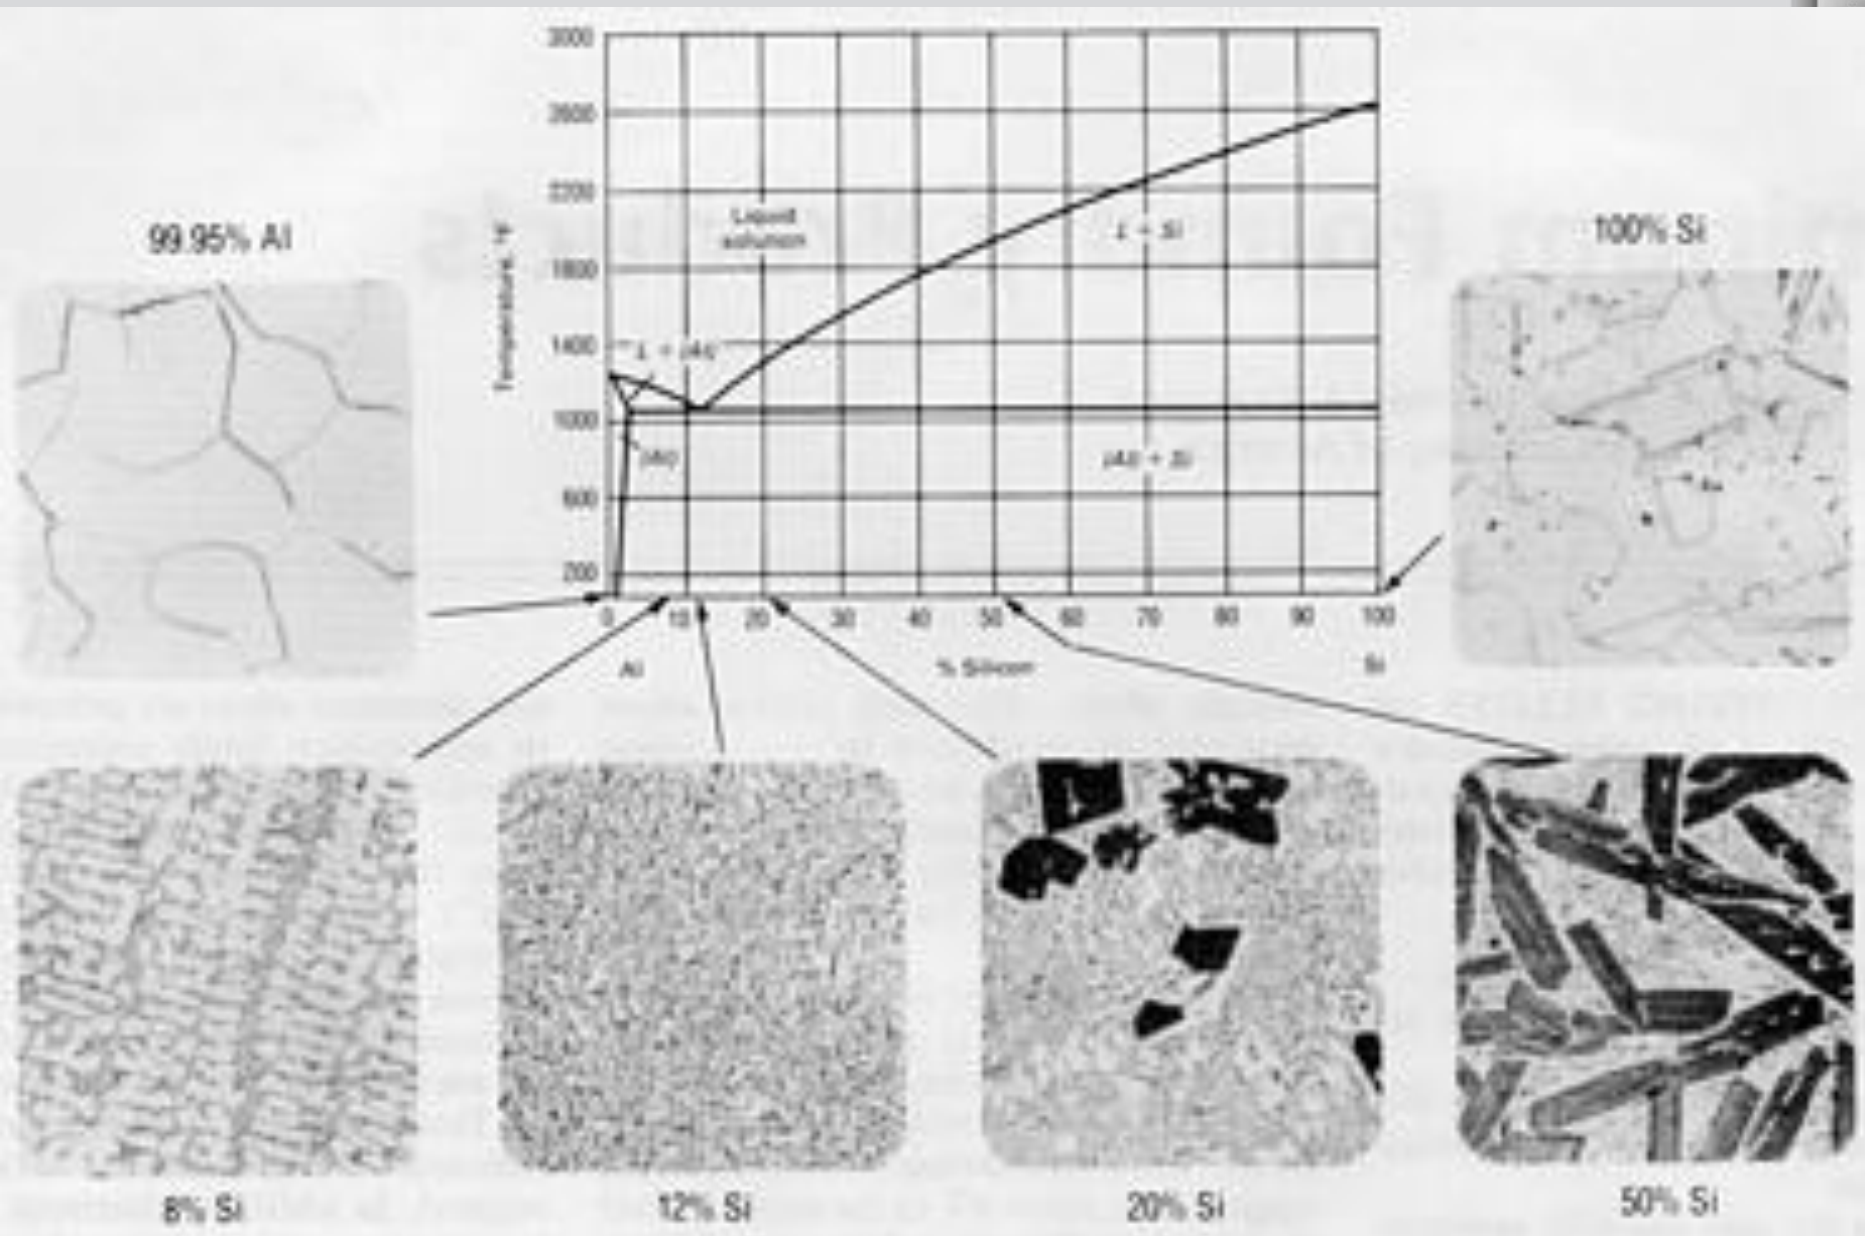 3000
2600
2200
1800
1400
1000
600
200
Temperature, °F
Liquid
solution
L + Si
L + (Al)
(Al)
(Al) + Si
0 10 20 30 40 50 60 70 80 90 100
Al % Silicon Si
99.95% Al
100% Si
8% Si
12% Si
20% Si
50% Si